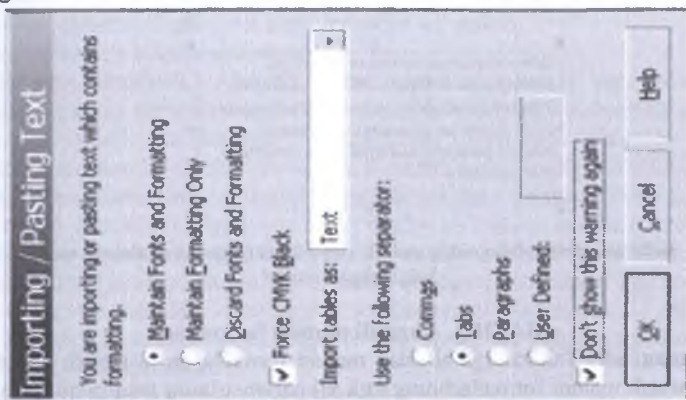 Importing / Pasting Text
You are importing or pasting text which contains
formatting.
Maintain Fonts and Formatting
Maintain Formatting Only
Discard Fonts and Formatting
Force CMYK Black
Import tables as: Text
Use the following separator:
Commas
Tabs
Paragraphs
User Defined:
Don't show this warning again
OK Cancel Help